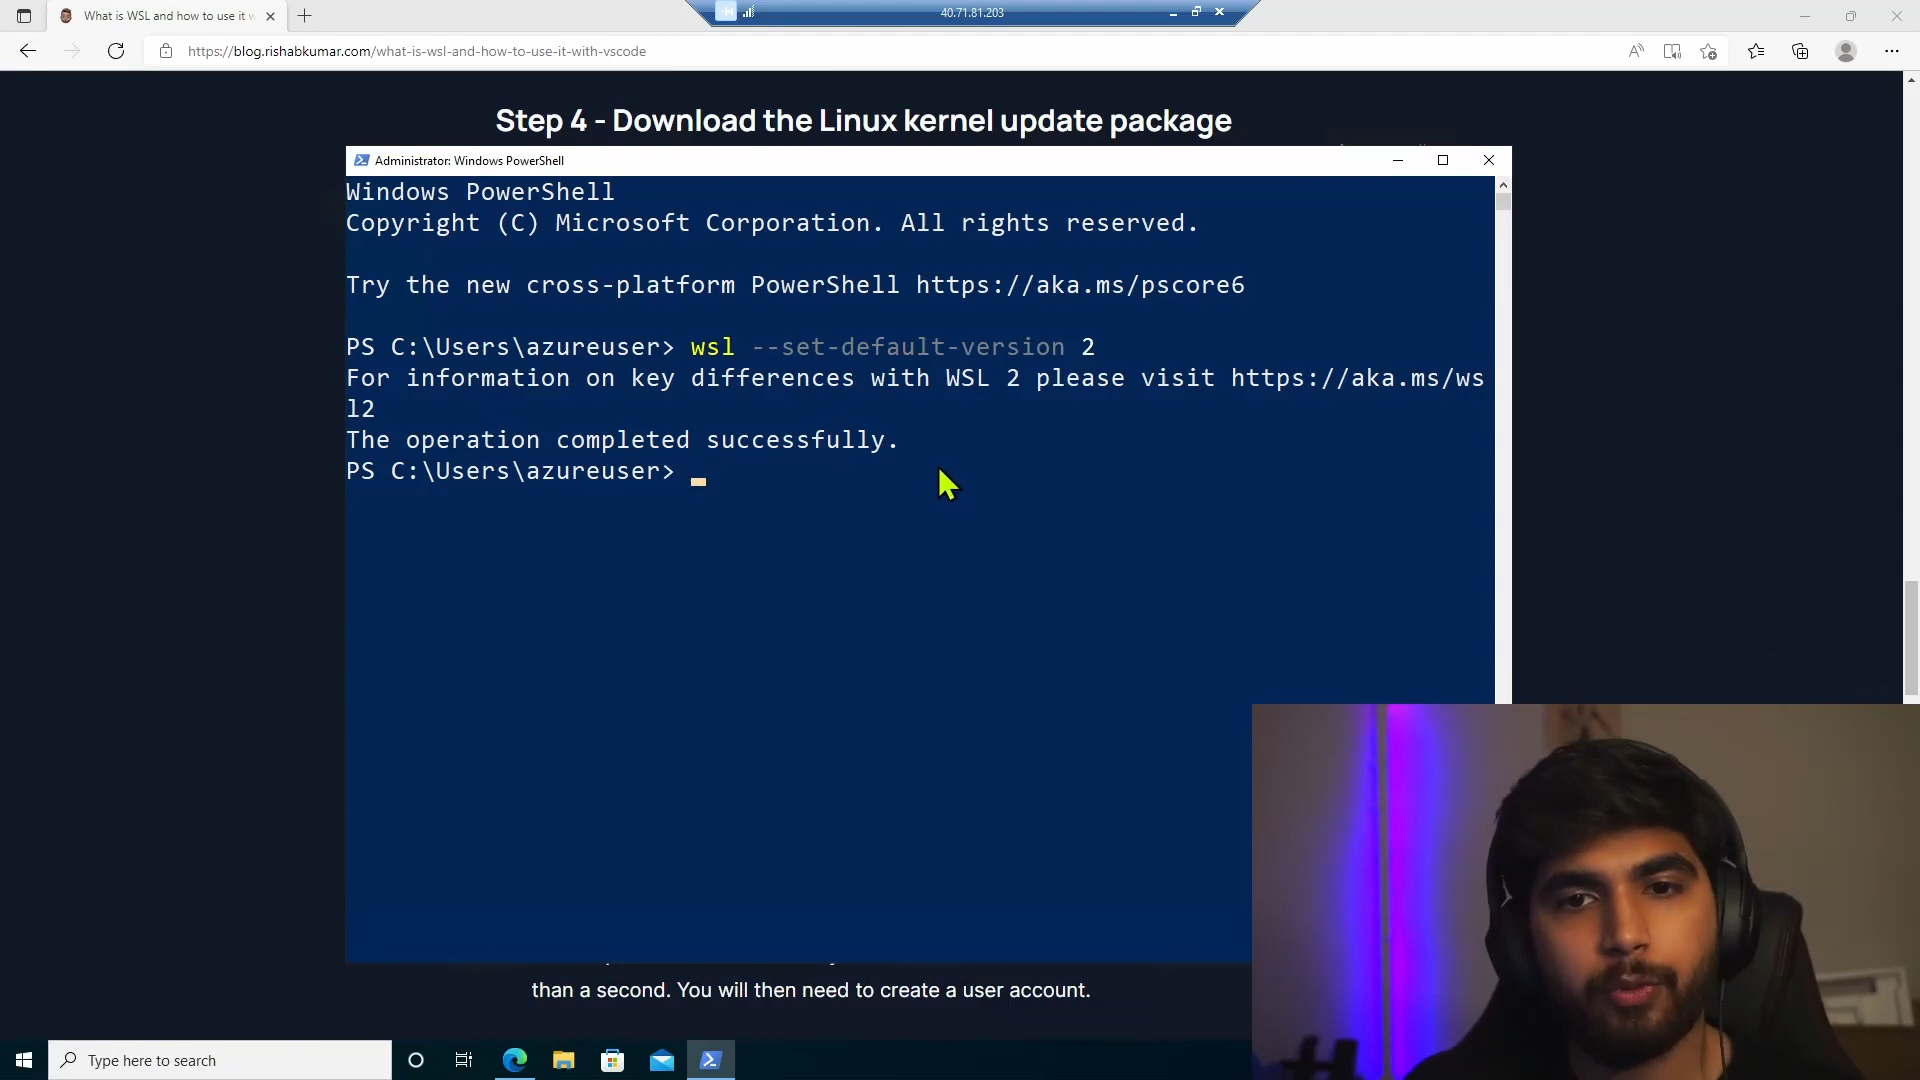 What is WSL and how to use it w
40.71.81.203
https://blog.rishabkumar.com/what-is-wsl-and-how-to-use-it-with-vscode
Step 4 - Download the Linux kernel update package
Administrator: Windows PowerShell
Windows PowerShell
Copyright (C) Microsoft Corporation. All rights reserved.
Try the new cross-platform PowerShell https://aka.ms/pscore6
PS C:\Users\azureuser> wsl --set-default-version 2
For information on key differences with WSL 2 please visit https://aka.ms/ws
l2
The operation completed successfully.
PS C:\Users\azureuser>
than a second. You will then need to create a user account.
Type here to search